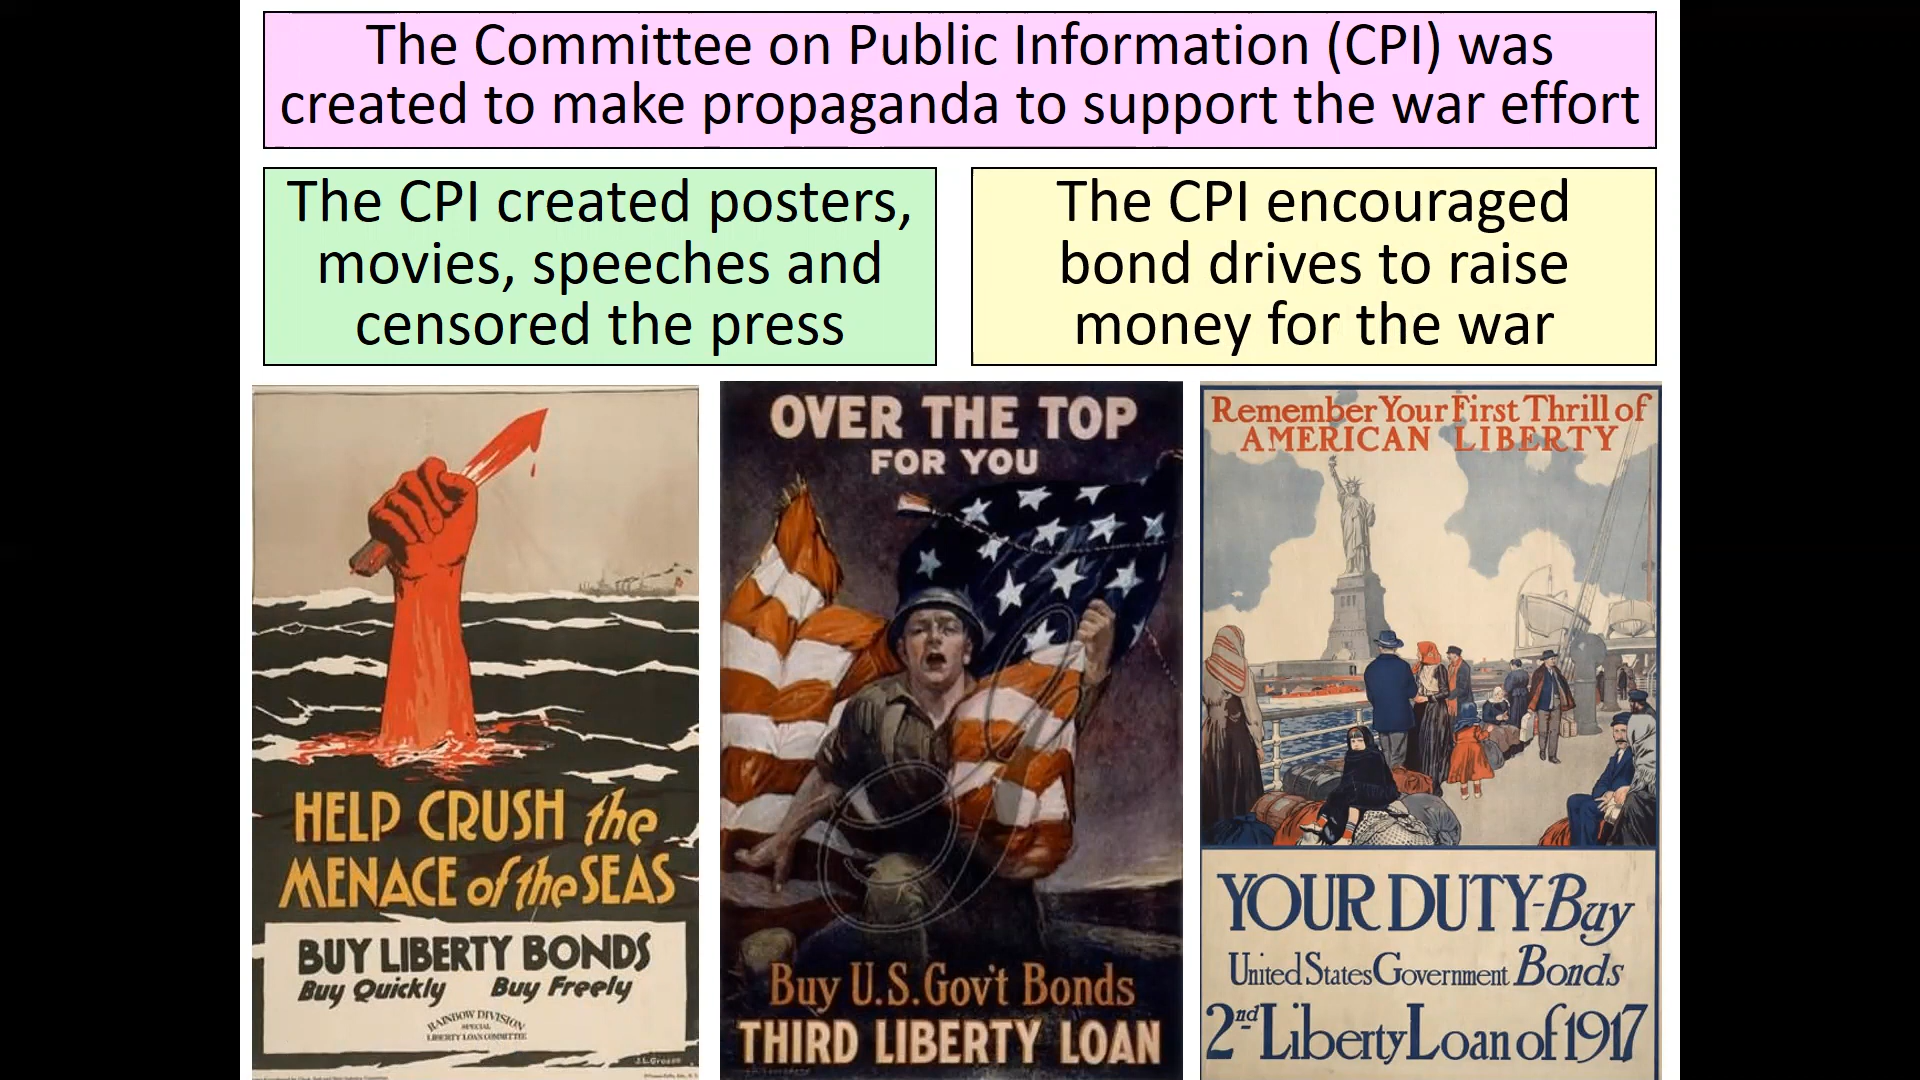 The Committee on Public Information (CPI) was
created to make propaganda to support the war effort
The CPI created posters,
movies, speeches and
censored the press
The CPI encouraged
bond drives to raise
money for the war
HELP CRUSH the
MENACE of the SEAS
BUY LIBERTY BONDS
Buy Quickly Buy Freely
RAINBOW DIVISION
SPECIAL
LIBERTY LOAN COMMITTEE
OVER THE TOP
FOR YOU
Buy U.S. Gov't Bonds
THIRD LIBERTY LOAN
Remember Your First Thrill of
AMERICAN LIBERTY
YOUR DUTY-Buy
United States Government Bonds
2nd Liberty Loan of 1917